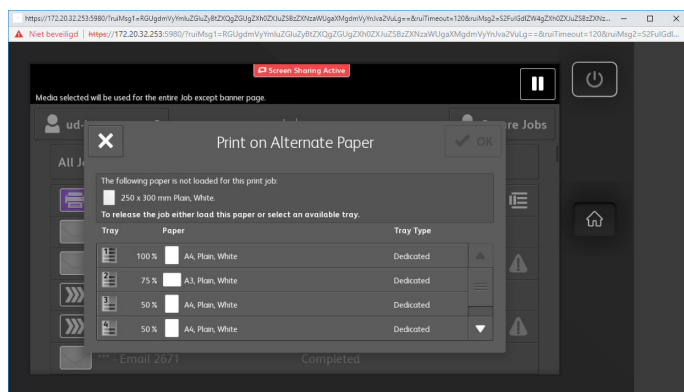 https://172.20.32.253:5980/?ruiMsg1=RGUgdmVyYmluZGluZyBtZXQgZGUgZXh0ZXJuZSBzZXNzaWUgaXMgdmVyYnJva2VuLg==&ruiTimeout=120&ruiMsg2=S2FuIGdlZW4gZXh0ZXJuZSBzZXNz...
Niet beveiligd | https://172.20.32.253:5980/?ruiMsg1=RGUgdmVyYmluZGluZyBtZXQgZGUgZXh0ZXJuZSBzZXNzaWUgaXMgdmVyYnJva2VuLg==&ruiTimeout=120&ruiMsg2=S2FuIGdl...
Screen Sharing Active
Media selected will be used for the entire Job except banner page.
Jobs
All
Print on Alternate Paper
OK
The following paper is not loaded for this print job:
250 x 300 mm Plain, White.
To release the job either load this paper or select an available tray.
Tray Paper Tray Type
1 100% A4, Plain, White Dedicated
2 75% A3, Plain, White Dedicated
3 50% A4, Plain, White Dedicated
4 50% A4, Plain, White Dedicated
*** - Email 2671 Completed